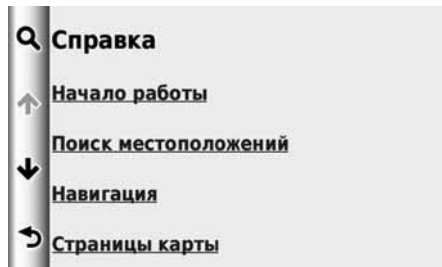 Справка
Начало работы
Поиск местоположений
Навигация
Страницы карты